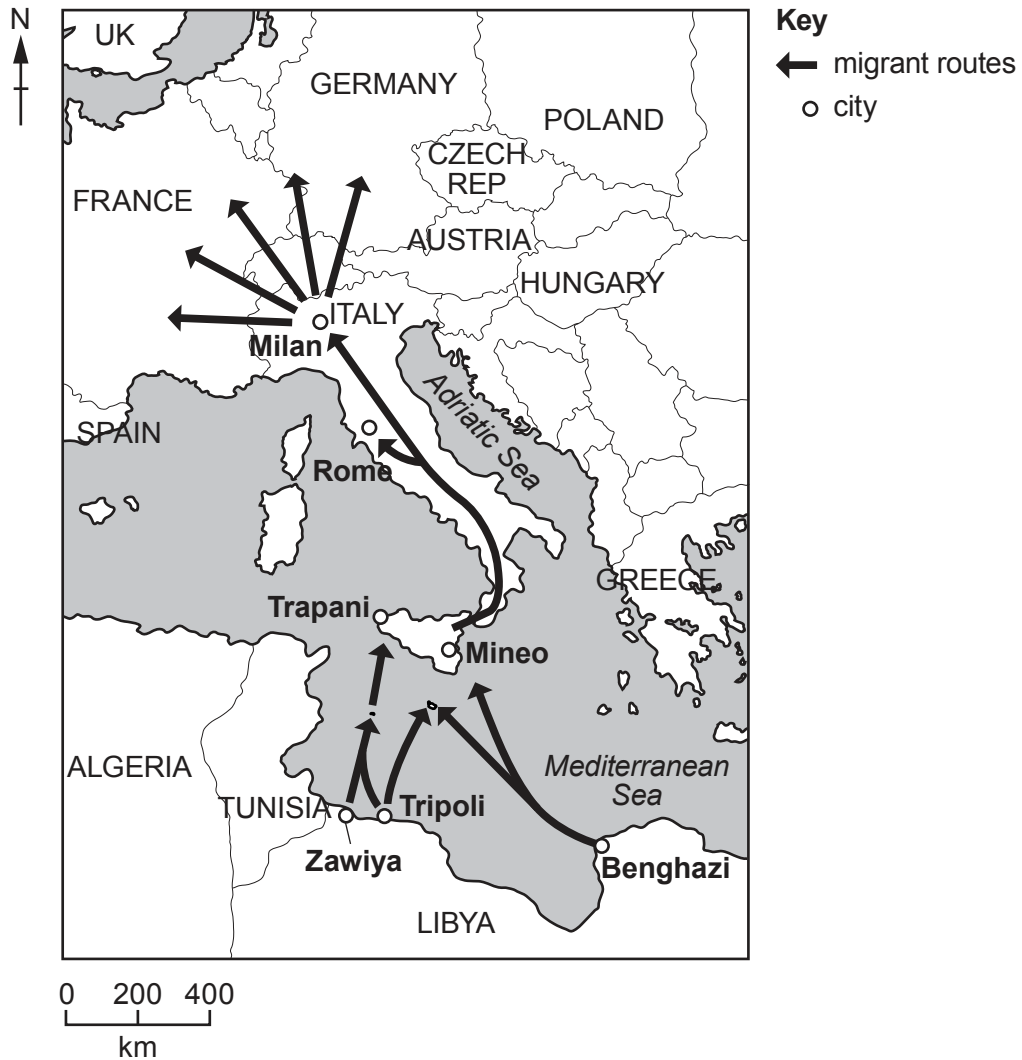 N
UK
GERMANY
POLAND
CZECH
REP
FRANCE
AUSTRIA
HUNGARY
ITALY
Milan
Adriatic Sea
SPAIN
Rome
GREECE
Trapani
Mineo
ALGERIA
Mediterranean
Sea
TUNISIA
Tripoli
Zawiya
Benghazi
LIBYA
0 200 400
km
Key
migrant routes
city